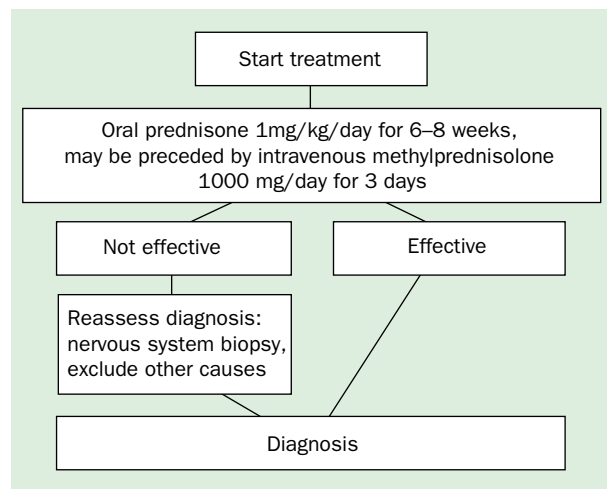 Start treatment
Oral prednisone 1mg/kg/day for 6–8 weeks,
may be preceded by intravenous methylprednisolone
1000 mg/day for 3 days
Not effective
Effective
Reassess diagnosis:
nervous system biopsy,
exclude other causes
Diagnosis